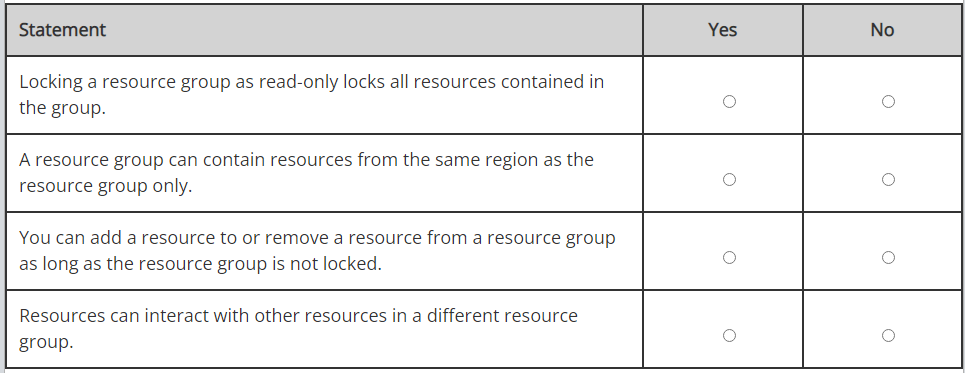 Statement Yes No
Locking a resource group as read-only locks all resources contained in
the group.
A resource group can contain resources from the same region as the
resource group only.
You can add a resource to or remove a resource from a resource group
as long as the resource group is not locked.
Resources can interact with other resources in a different resource
group.